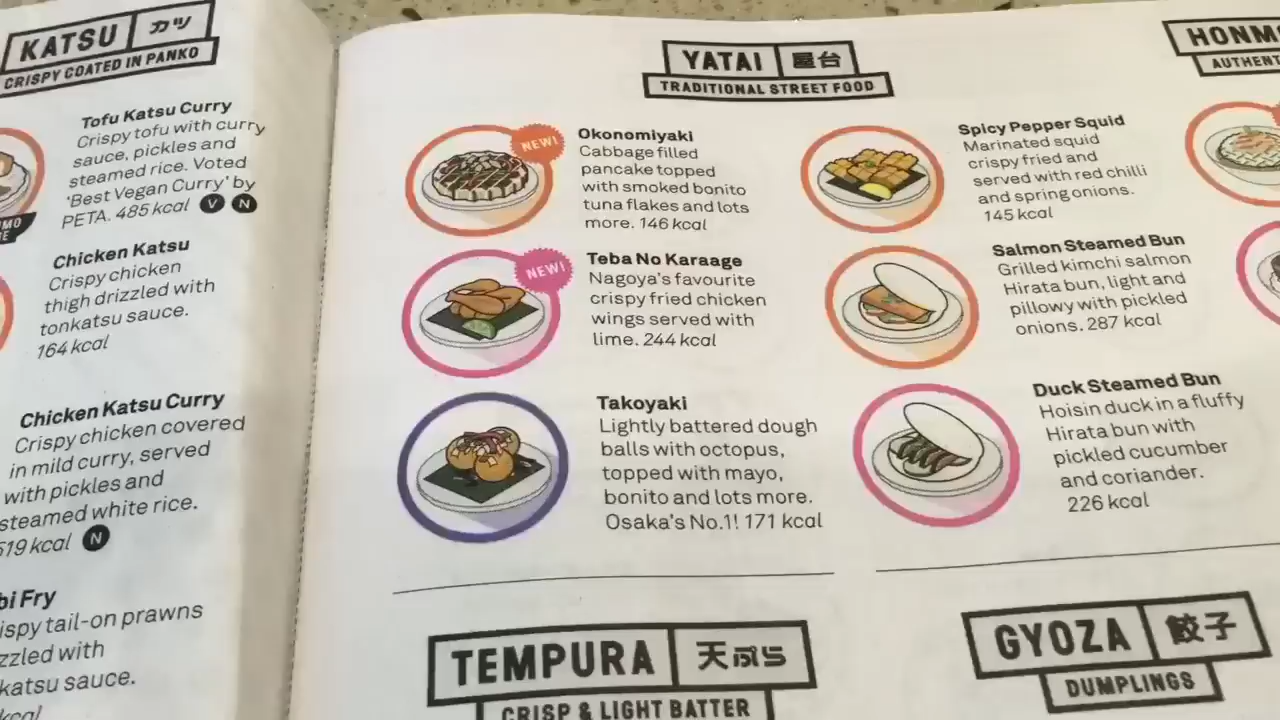 KATSU カツ
CRISPY COATED IN PANKO
Tofu Katsu Curry
Crispy tofu with curry
sauce, pickles and
steamed rice. Voted
'Best Vegan Curry' by
PETA. 485 kcal V N
Chicken Katsu
Crispy chicken
thigh drizzled with
tonkatsu sauce.
164 kcal
Chicken Katsu Curry
Crispy chicken covered
in mild curry, served
with pickles and
steamed white rice.
519 kcal N
bi Fry
ispy tail-on prawns
zzled with
katsu sauce.
kcal
YATAI 屋台
TRADITIONAL STREET FOOD
NEW!
Okonomiyaki
Cabbage filled
pancake topped
with smoked bonito
tuna flakes and lots
more. 146 kcal
NEW!
Teba No Karaage
Nagoya's favourite
crispy fried chicken
wings served with
lime. 244 kcal
Takoyaki
Lightly battered dough
balls with octopus,
topped with mayo,
bonito and lots more.
Osaka's No.1! 171 kcal
Spicy Pepper Squid
Marinated squid
crispy fried and
served with red chilli
and spring onions.
145 kcal
Salmon Steamed Bun
Grilled kimchi salmon
Hirata bun, light and
pillowy with pickled
onions. 287 kcal
Duck Steamed Bun
Hoisin duck in a fluffy
Hirata bun with
pickled cucumber
and coriander.
226 kcal
HONM
AUTHENT
TEMPURA 天ぷら
CRISP & LIGHT BATTER
GYOZA 餃子
DUMPLINGS